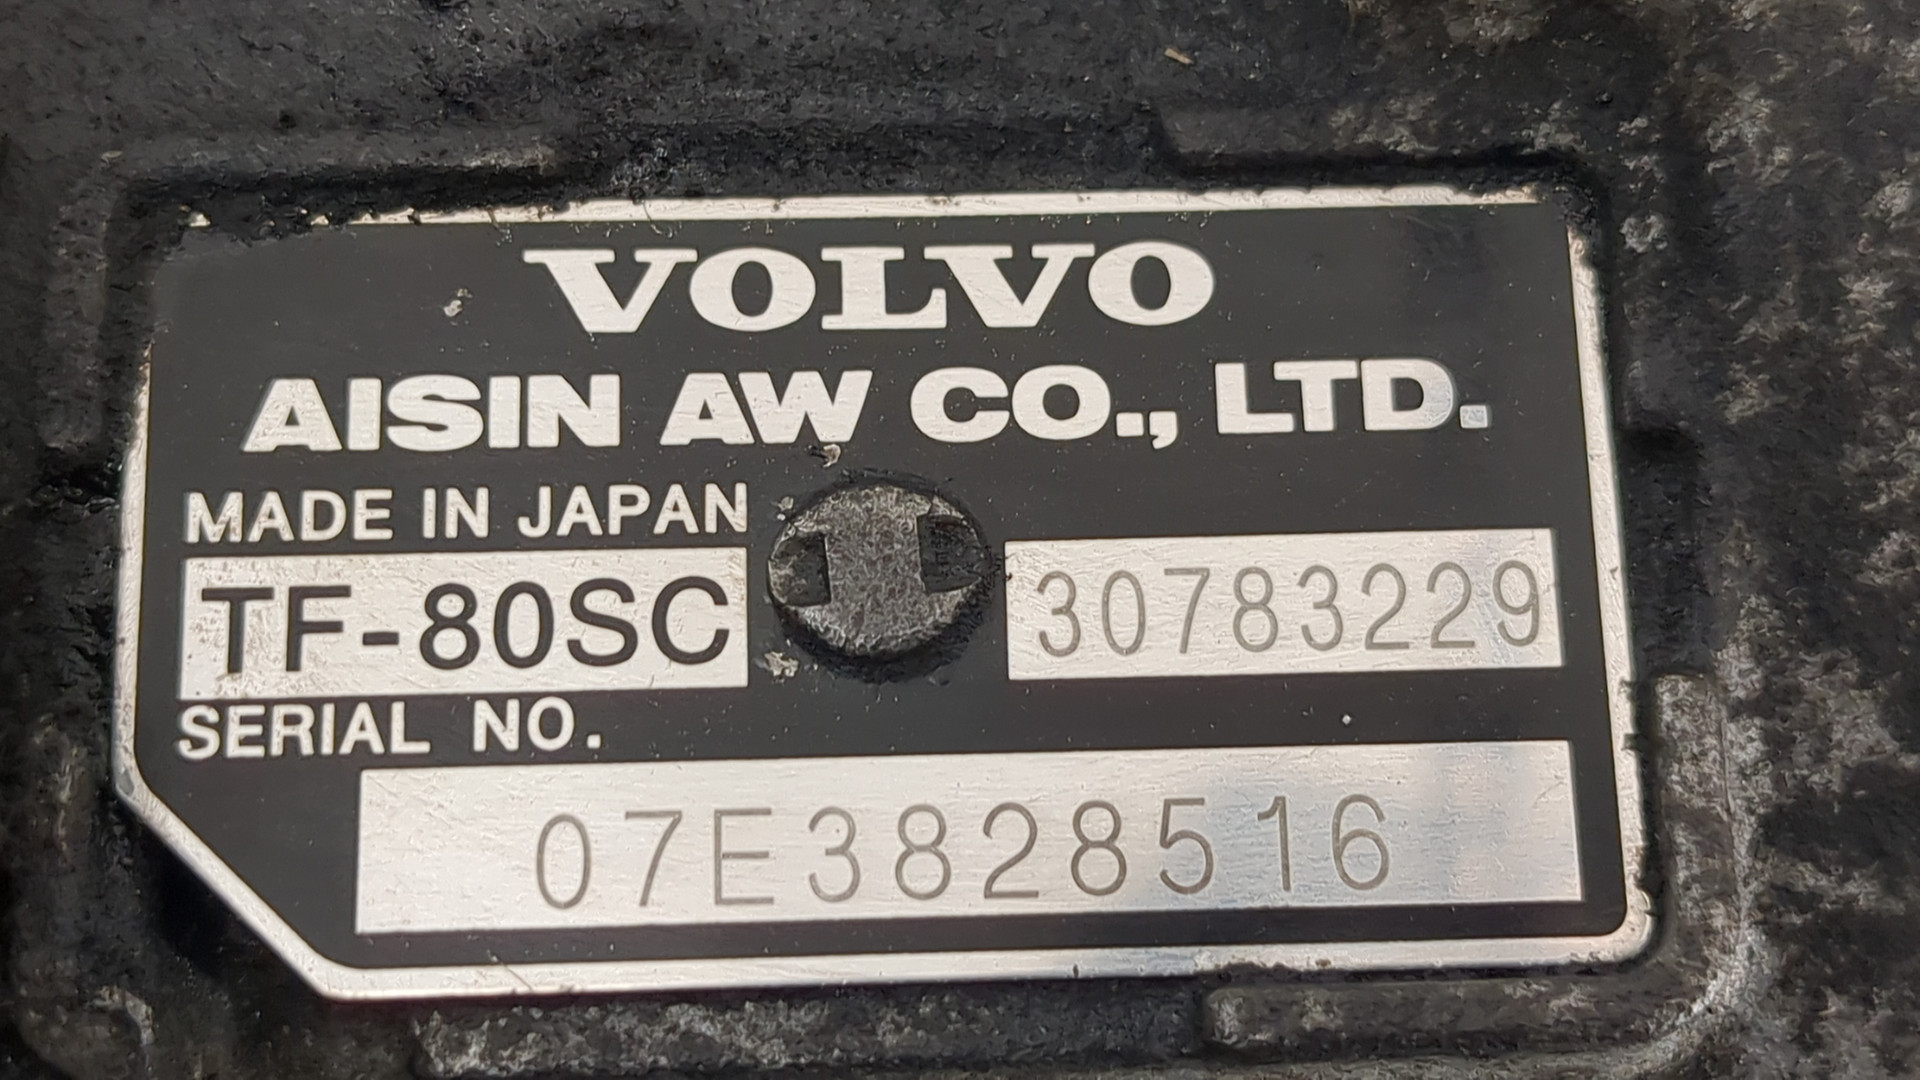 VOLVO
AISIN AW CO., LTD.
MADE IN JAPAN
TF-80SC 30783229
SERIAL NO.
07E3828516